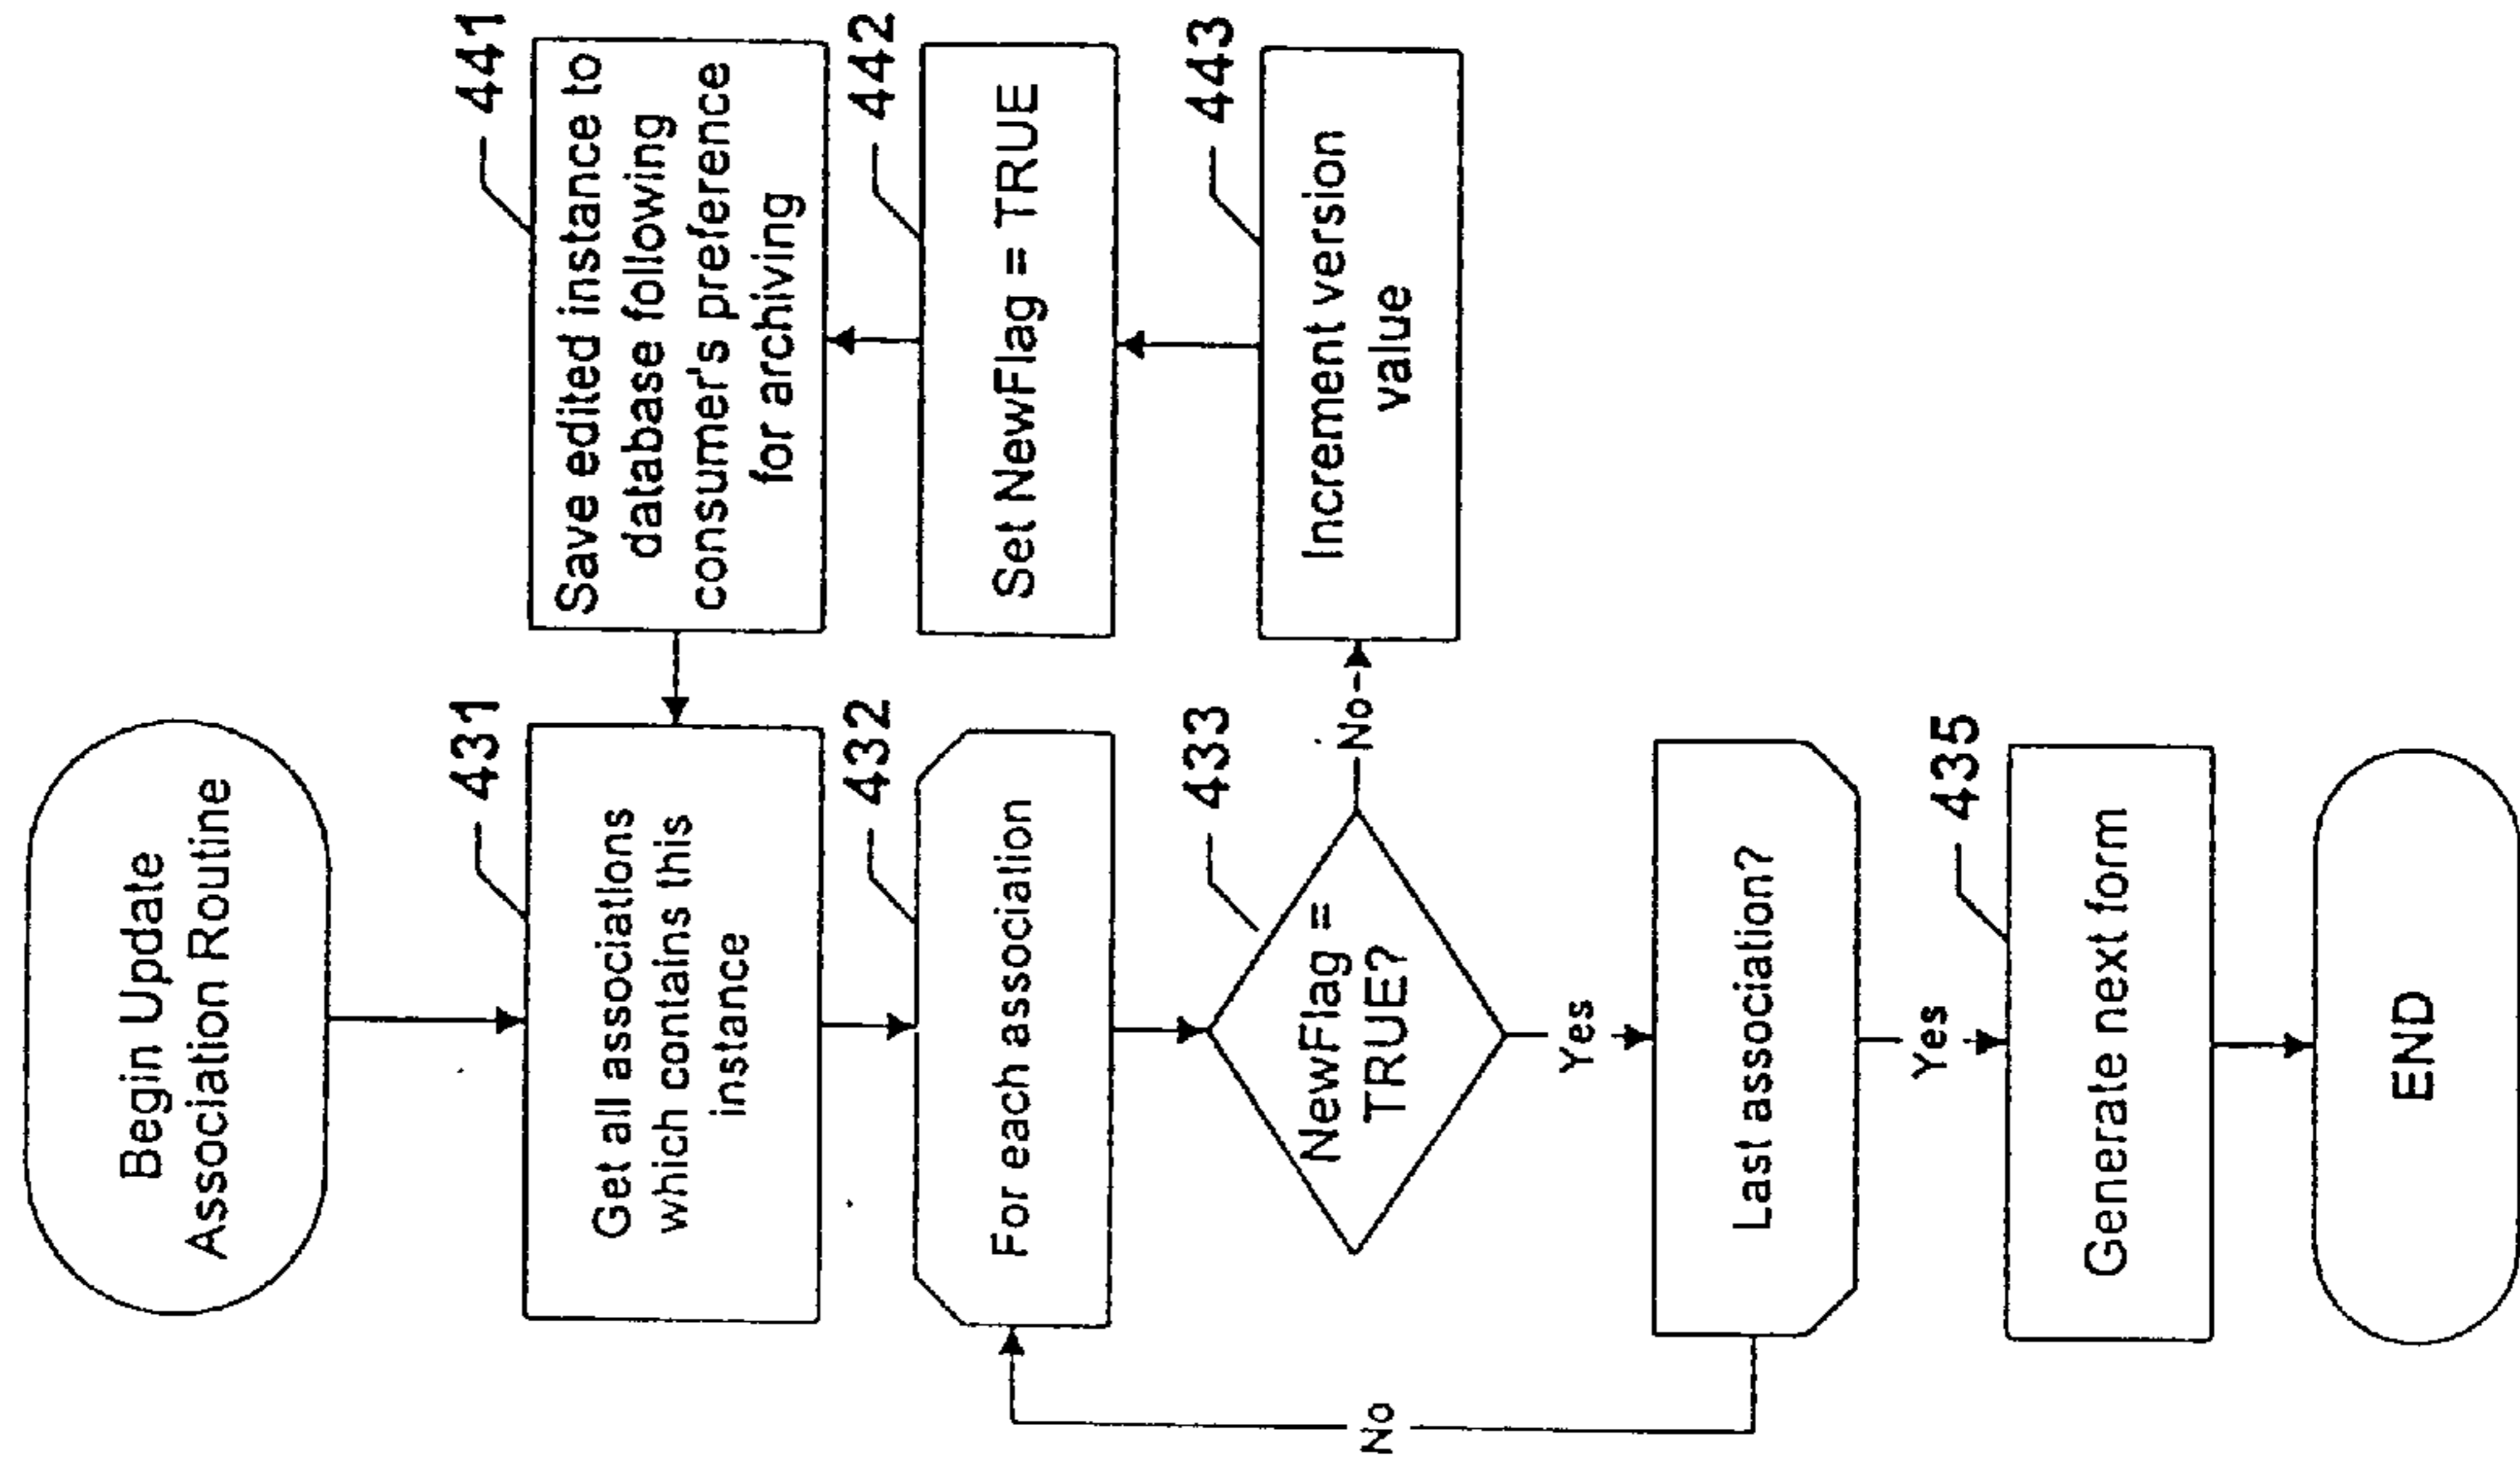 Begin Update
Association Routine
431
Get all associations
which contains this
instance
432
For each association
433
NewFlag =
TRUE?
No
Yes
Last association?
No
Yes
435
Generate next form
END
441
Save edited instance to
database following
consumer's preference
for archiving
442
Set NewFlag = TRUE
443
Increment version
value